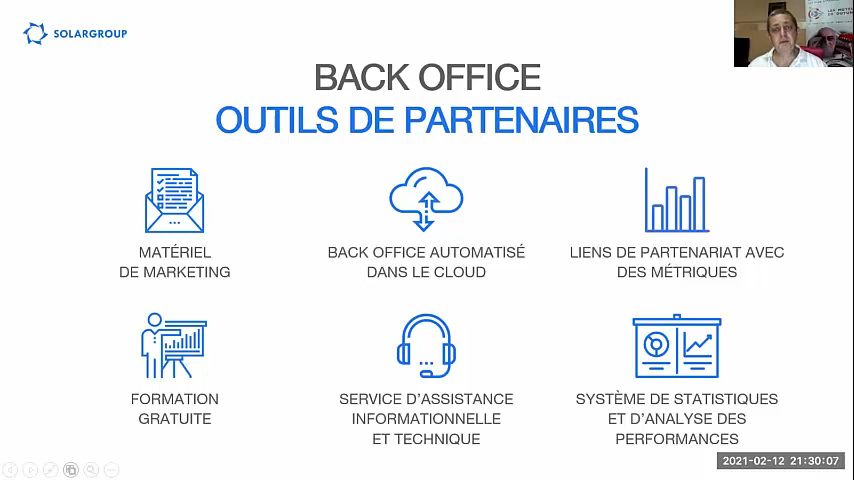 SOLARGROUP
BACK OFFICE
OUTILS DE PARTENAIRES
MATÉRIEL
DE MARKETING
BACK OFFICE AUTOMATISÉ
DANS LE CLOUD
LIENS DE PARTENARIAT AVEC
DES MÉTRIQUES
FORMATION
GRATUITE
SERVICE D'ASSISTANCE
INFORMATIONNELLE
ET TECHNIQUE
SYSTÈME DE STATISTIQUES
ET D'ANALYSE DES
PERFORMANCES
2021-02-12 21:30:07